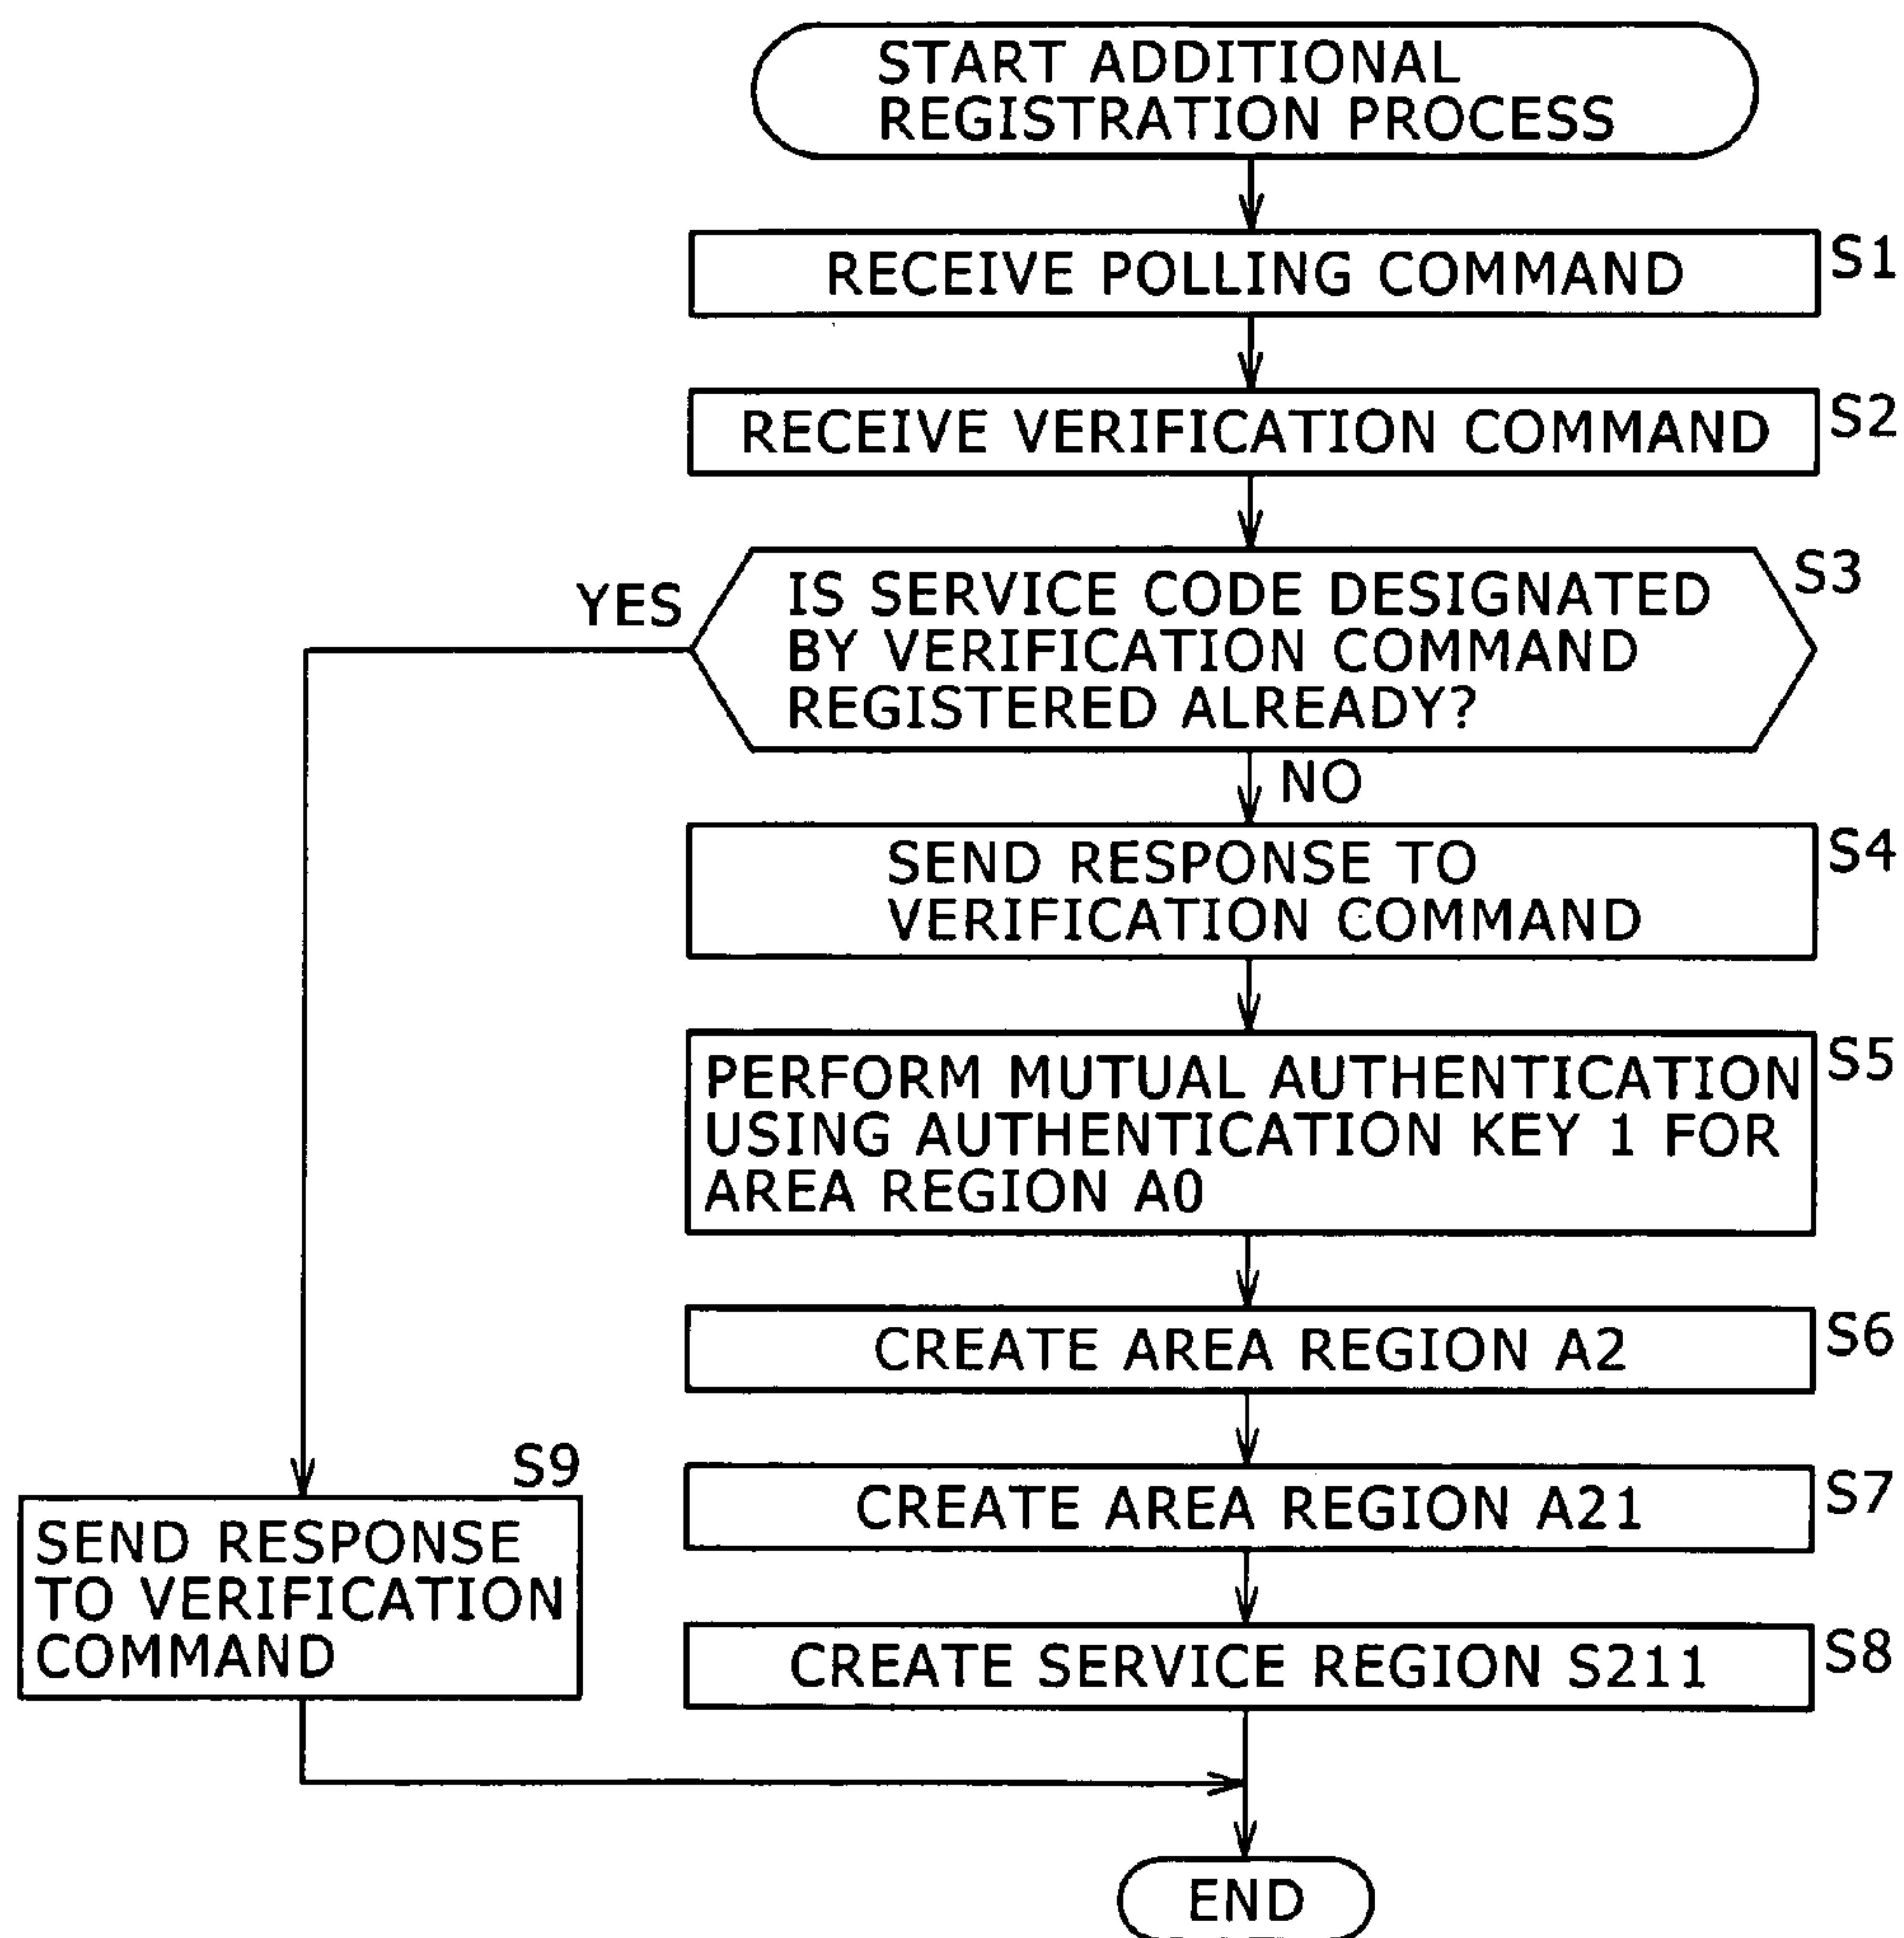 START ADDITIONAL
REGISTRATION PROCESS
RECEIVE POLLING COMMAND
S1
RECEIVE VERIFICATION COMMAND
S2
IS SERVICE CODE DESIGNATED
BY VERIFICATION COMMAND
REGISTERED ALREADY?
S3
YES
NO
SEND RESPONSE TO
VERIFICATION COMMAND
S4
PERFORM MUTUAL AUTHENTICATION
USING AUTHENTICATION KEY 1 FOR
AREA REGION A0
S5
CREATE AREA REGION A2
S6
CREATE AREA REGION A21
S7
CREATE SERVICE REGION S211
S8
S9
SEND RESPONSE
TO VERIFICATION
COMMAND
END